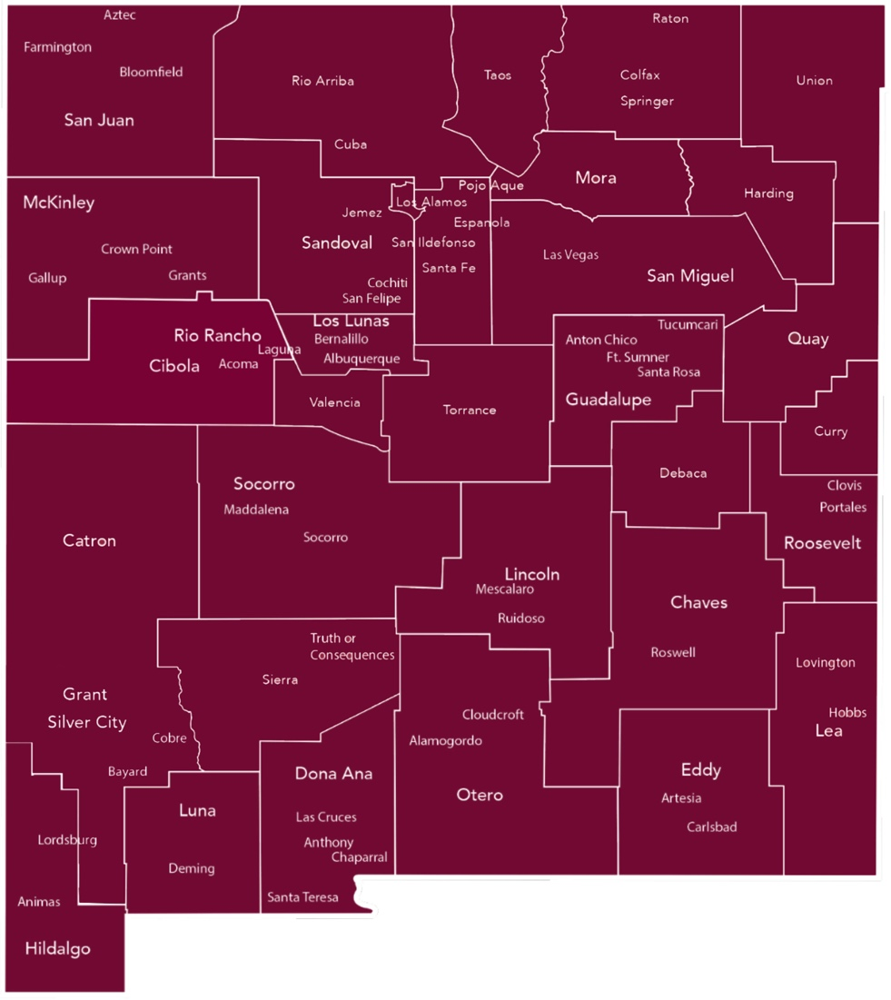 Aztec
Raton
Farmington
Bloomfield
Rio Arriba
Taos
Colfax
Union
Springer
San Juan
Cuba
Mora
Pojo Aque
Harding
McKinley
Los Alamos
Jemez
Espanola
Sandoval
San Ildefonso
Crown Point
Las Vegas
Santa Fe
Gallup
Grants
San Miguel
Cochiti
San Felipe
Los Lunas
Tucumcari
Rio Rancho
Bernalillo
Anton Chico
Quay
Laguna
Albuquerque
Ft. Sumner
Cibola
Acoma
Santa Rosa
Valencia
Torrance
Guadalupe
Curry
Debaca
Socorro
Clovis
Maddalena
Portales
Catron
Socorro
Roosevelt
Lincoln
Mescalaro
Chaves
Ruidoso
Truth or
Consequences
Roswell
Lovington
Sierra
Grant
Silver City
Cloudcroft
Hobbs
Cobre
Alamogordo
Lea
Bayard
Dona Ana
Eddy
Otero
Artesia
Luna
Las Cruces
Carlsbad
Lordsburg
Anthony
Chaparral
Deming
Santa Teresa
Animas
Hildalgo